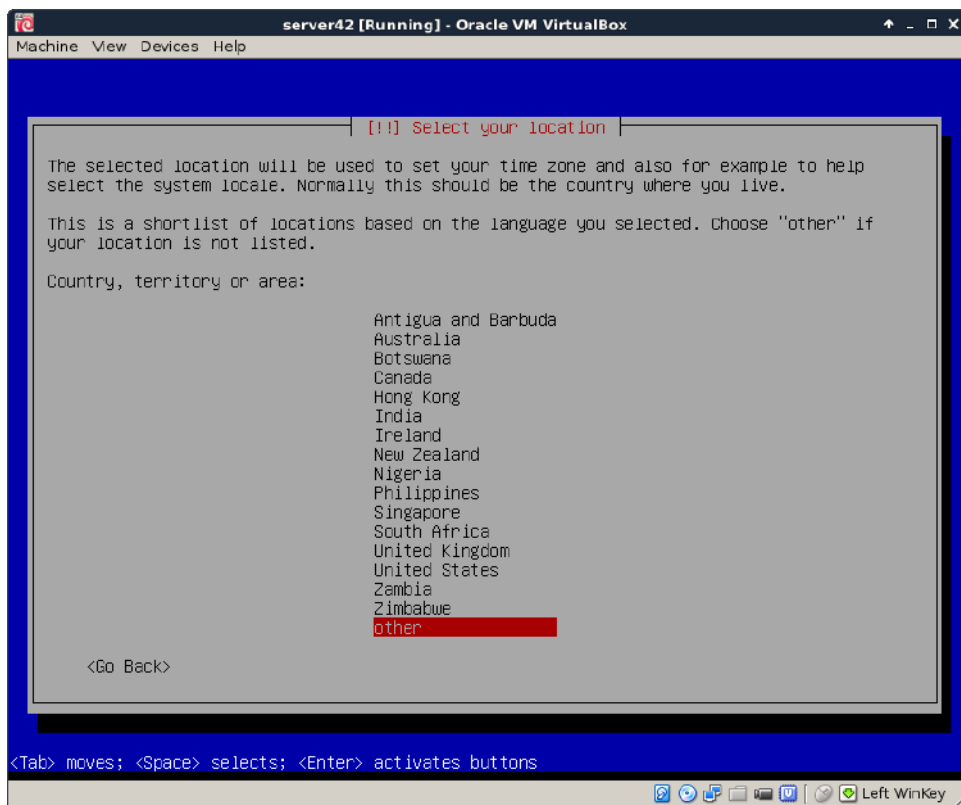 server42 [Running] - Oracle VM VirtualBox
Machine View Devices Help
[!!] Select your location
The selected location will be used to set your time zone and also for example to help
select the system locale. Normally this should be the country where you live.
This is a shortlist of locations based on the language you selected. Choose "other" if
your location is not listed.
Country, territory or area:
Antigua and Barbuda
Australia
Botswana
Canada
Hong Kong
India
Ireland
New Zealand
Nigeria
Philippines
Singapore
South Africa
United Kingdom
United States
Zambia
Zimbabwe
other
<Go Back>
<Tab> moves; <Space> selects; <Enter> activates buttons
Left WinKey